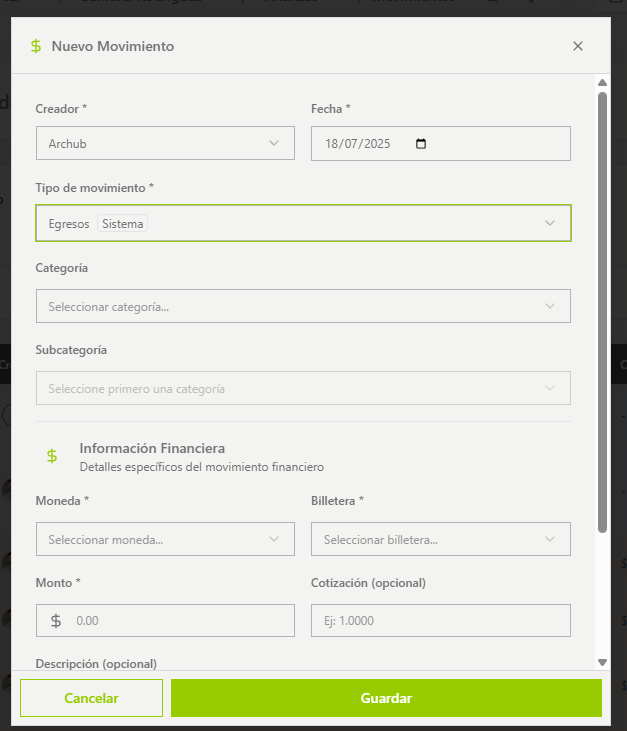 $ Nuevo Movimiento
Creador * Fecha *
Archub 18/07/2025
Tipo de movimiento *
Egresos Sistema
Categoría
Seleccionar categoría...
Subcategoría
Seleccione primero una categoría
$ Información Financiera
Detalles específicos del movimiento financiero
Moneda * Billetera *
Seleccionar moneda... Seleccionar billetera...
Monto * Cotización (opcional)
$ 0.00 Ej: 1.0000
Descripción (opcional)
Cancelar Guardar